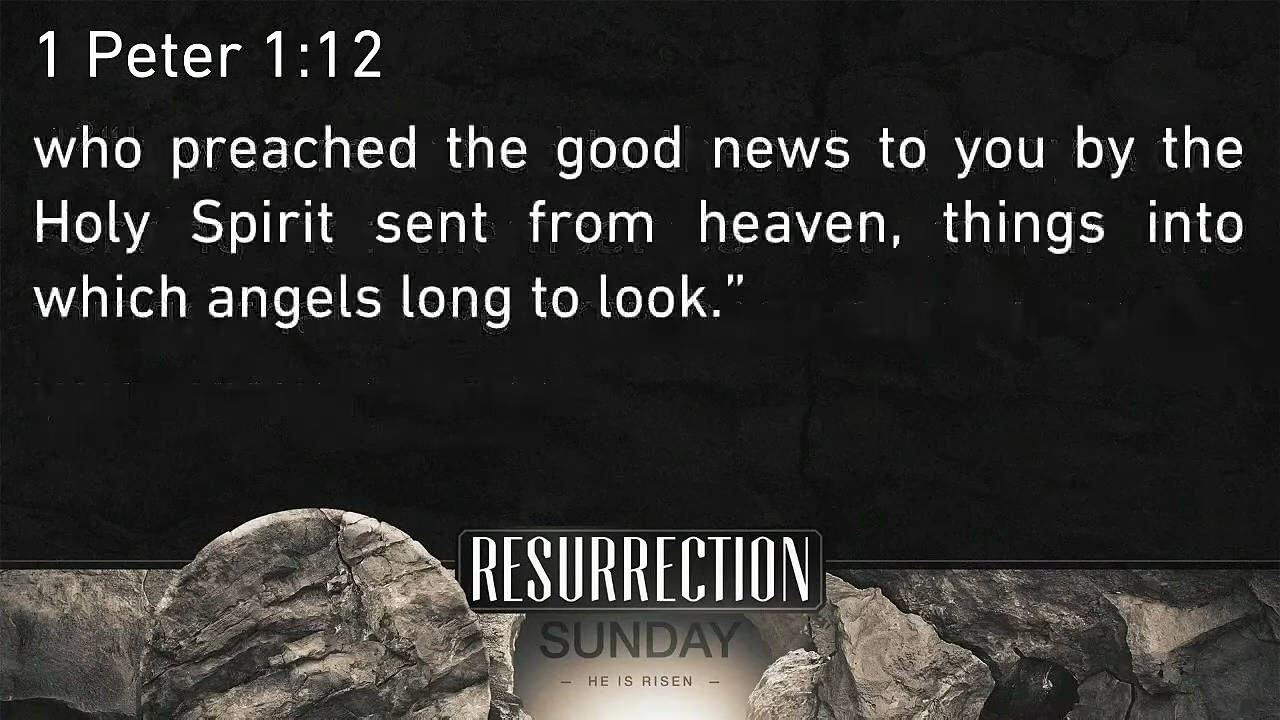 1 Peter 1:12
who preached the good news to you by the
Holy Spirit sent from heaven, things into
which angels long to look.”
RESURRECTION
SUNDAY
— HE IS RISEN —